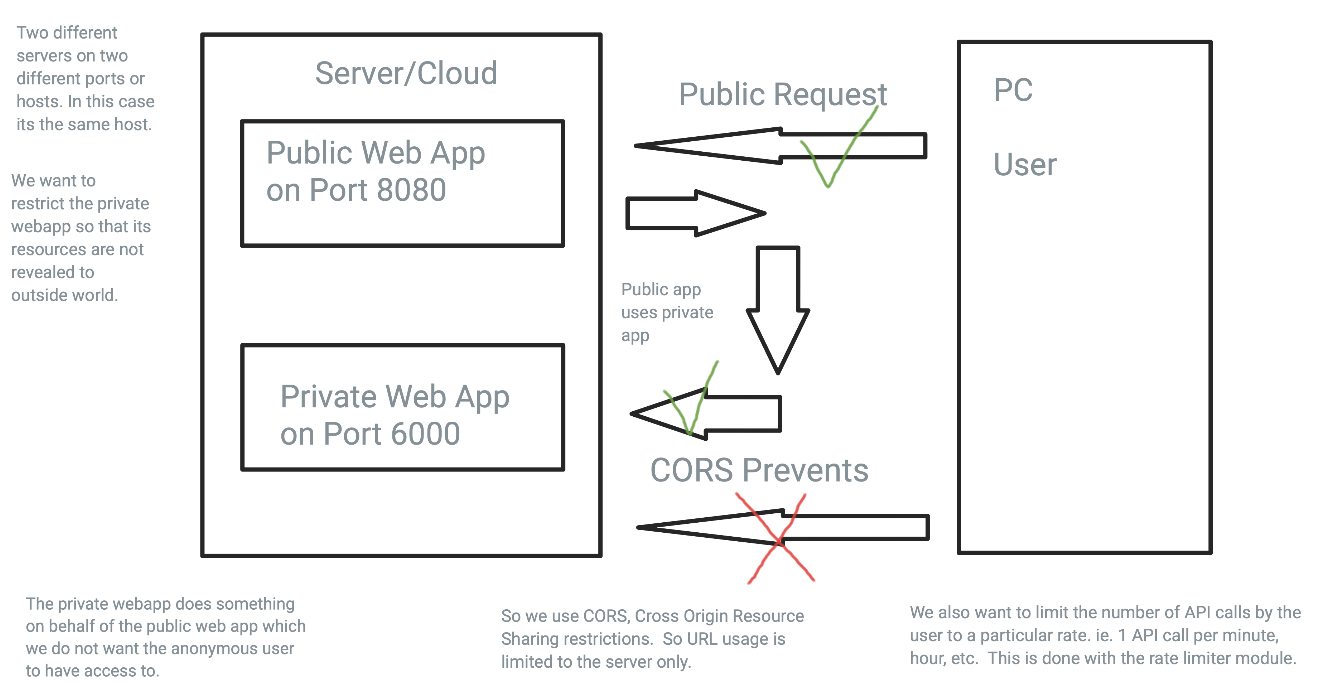 Two different
servers on two
different ports or
hosts. In this case
its the same host.
We want to
restrict the private
webapp so that its
resources are not
revealed to
outside world.
Server/Cloud
Public Web App
on Port 8080
Private Web App
on Port 6000
Public Request
Public app
uses private
app
CORS Prevents
PC
User
The private webapp does something
on behalf of the public web app which
we do not want the anonymous user
to have access to.
So we use CORS, Cross Origin Resource
Sharing restrictions.  So URL usage is
limited to the server only.
We also want to limit the number of API calls by the
user to a particular rate. ie. 1 API call per minute,
hour, etc.  This is done with the rate limiter module.